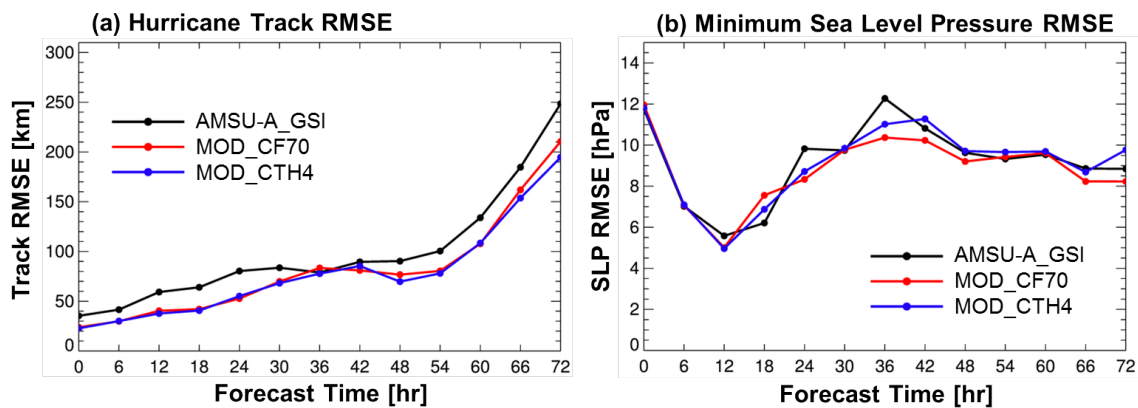 (a) Hurricane Track RMSE
300
250
200
150
100
50
0
Track RMSE [km]
AMSU-A_GSI
MOD_CF70
MOD_CTH4
0 6 12 18 24 30 36 42 48 54 60 66 72
Forecast Time [hr]
(b) Minimum Sea Level Pressure RMSE
14
12
10
8
6
4
2
0
SLP RMSE [hPa]
AMSU-A_GSI
MOD_CF70
MOD_CTH4
0 6 12 18 24 30 36 42 48 54 60 66 72
Forecast Time [hr]